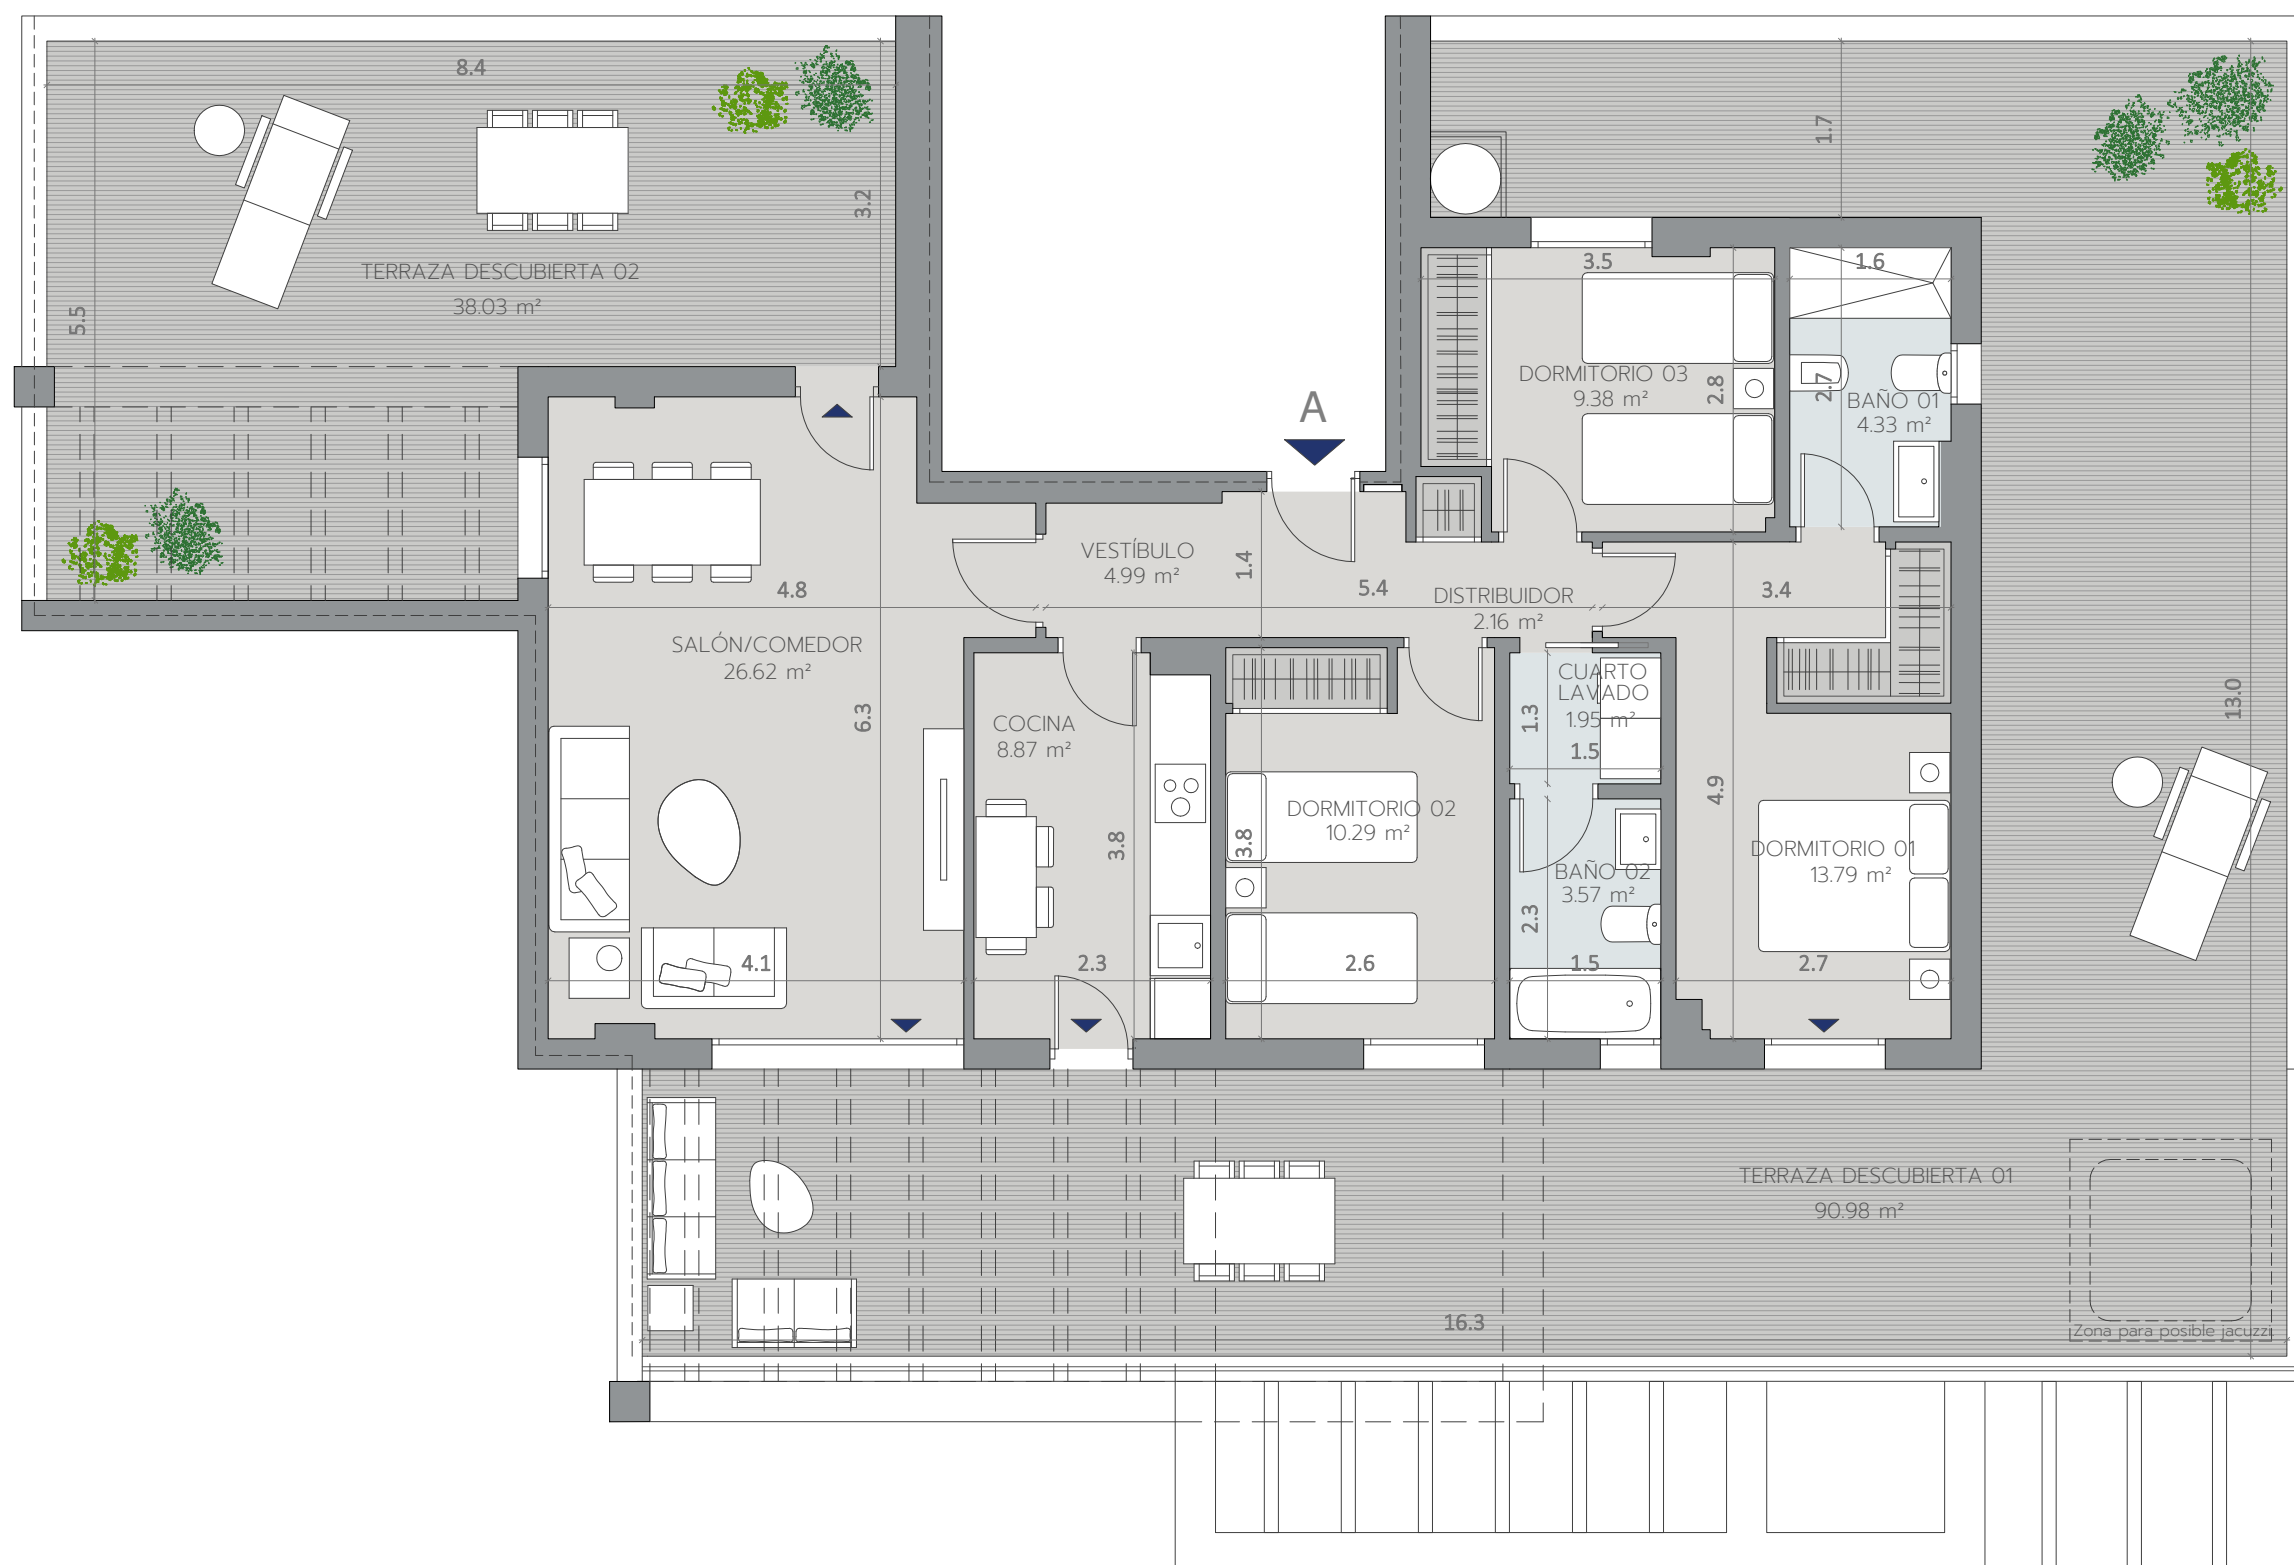 8.4
3.2
5.5
TERRAZA DESCUBIERTA 02
38.03 m²
1.7
3.5
1.6
DORMITORIO 03
9.38 m²
2.8
2.7
BAÑO 01
4.33 m²
A
VESTÍBULO
4.99 m²
1.4
5.4
DISTRIBUIDOR
2.16 m²
3.4
4.8
SALÓN/COMEDOR
26.62 m²
6.3
COCINA
8.87 m²
3.8
CUARTO
LAVADO
1.95 m²
1.3
1.5
13.0
4.9
DORMITORIO 02
10.29 m²
3.8
DORMITORIO 01
13.79 m²
BAÑO 02
3.57 m²
2.3
4.1
2.3
2.6
1.5
2.7
TERRAZA DESCUBIERTA 01
90.98 m²
16.3
Zona para posible jacuzzi